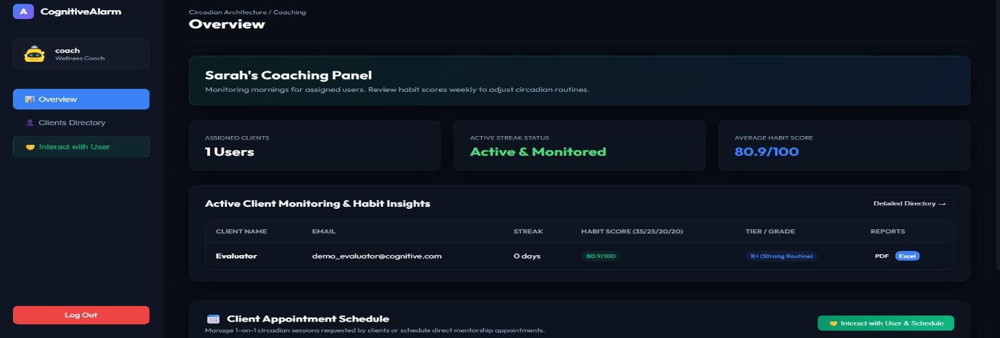 A CognitiveAlarm
coach
Wellness Coach
Overview
Clients Directory
Interact with User
Log Out
Circadian Architecture / Coaching
Overview
Sarah's Coaching Panel
Monitoring mornings for assigned users. Review habit scores weekly to adjust circadian routines.
ASSIGNED CLIENTS
1 Users
ACTIVE STREAK STATUS
Active & Monitored
AVERAGE HABIT SCORE
80.9/100
Active Client Monitoring & Habit Insights
Detailed Directory →
CLIENT NAME EMAIL STREAK HABIT SCORE (35/25/20/20) TIER / GRADE REPORTS
Evaluator demo_evaluator@cognitive.com 0 days 80.9/100 B+ (Strong Routine) PDF Excel
Client Appointment Schedule
Manage 1-on-1 circadian sessions requested by clients or schedule direct mentorship appointments.
Interact with User & Schedule